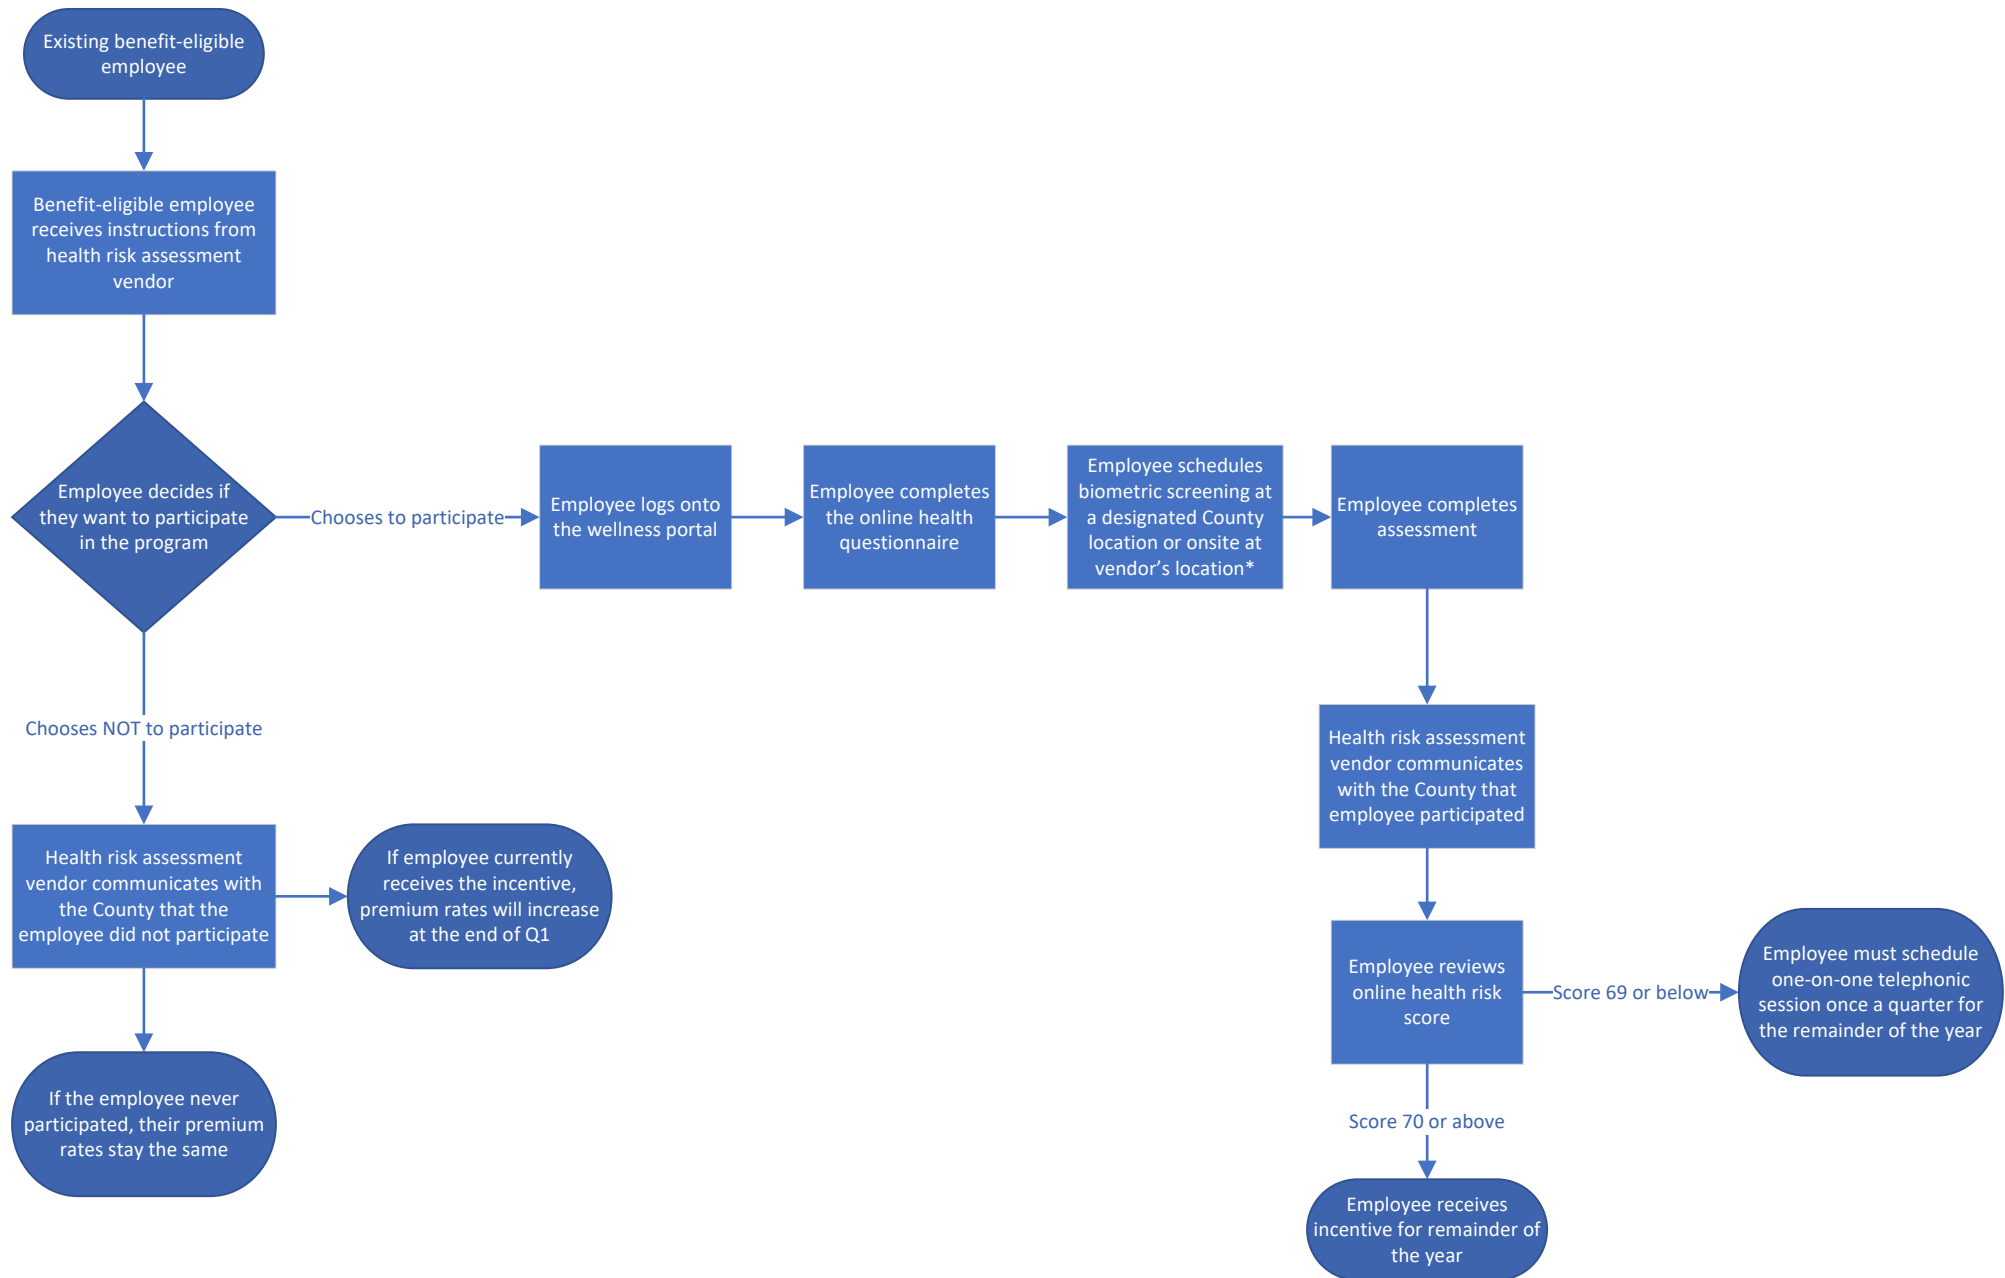 Existing benefit-eligible
employee
Benefit-eligible employee
receives instructions from
health risk assessment
vendor
Employee decides if
they want to participate
in the program
Chooses to participate
Employee logs onto
the wellness portal
Employee completes
the online health
questionnaire
Employee schedules
biometric screening at
a designated County
location or onsite at
vendor’s location*
Employee completes
assessment
Chooses NOT to participate
Health risk assessment
vendor communicates with
the County that the
employee did not participate
If employee currently
receives the incentive,
premium rates will increase
at the end of Q1
If the employee never
participated, their premium
rates stay the same
Health risk assessment
vendor communicates
with the County that
employee participated
Employee reviews
online health risk
score
Score 69 or below
Employee must schedule
one-on-one telephonic
session once a quarter for
the remainder of the year
Score 70 or above
Employee receives
incentive for remainder of
the year